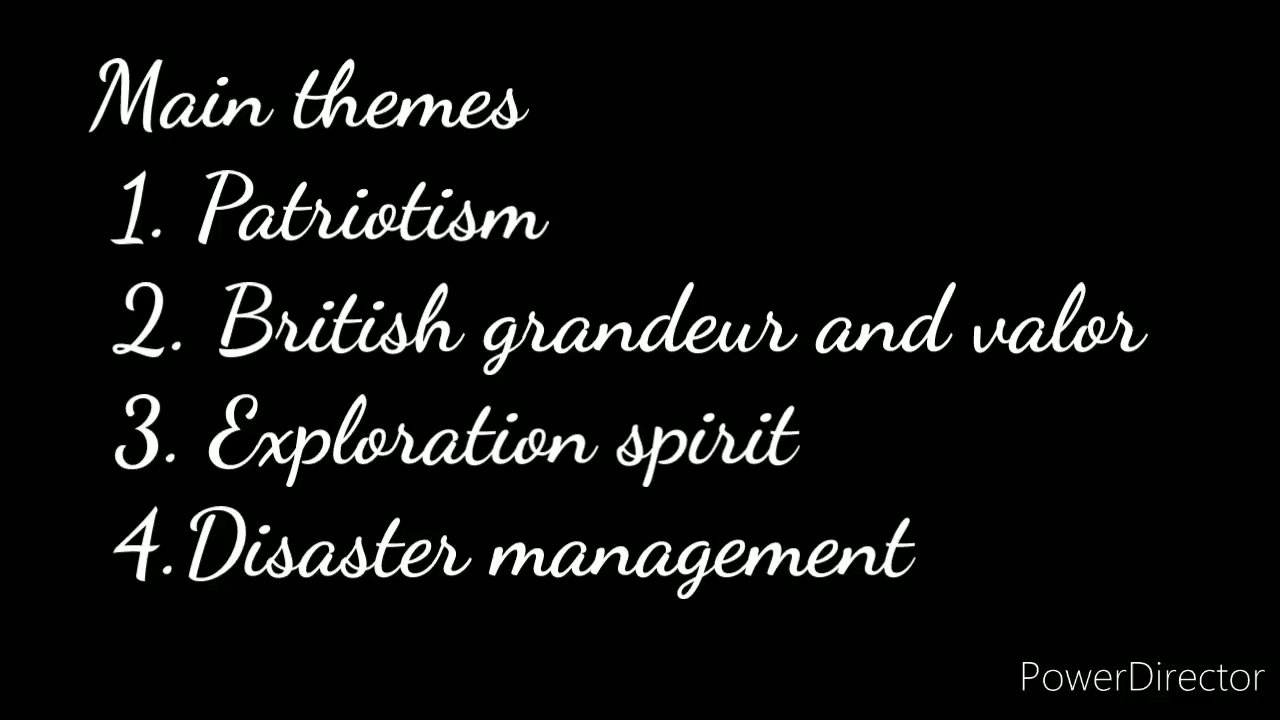 Main themes
1. Patriotism
2. British grandeur and valor
3. Exploration spirit
4.Disaster management
PowerDirector